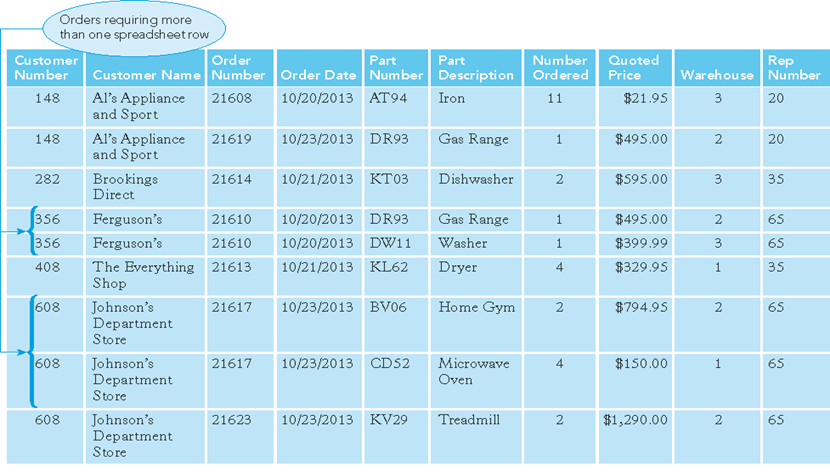 Orders requiring more
than one spreadsheet row
Customer Number Customer Name Order Number Order Date Part Number Part Description Number Ordered Quoted Price Warehouse Rep Number
148 Al's Appliance and Sport 21608 10/20/2013 AT94 Iron 11 $21.95 3 20
148 Al's Appliance and Sport 21619 10/23/2013 DR93 Gas Range 1 $495.00 2 20
282 Brookings Direct 21614 10/21/2013 KT03 Dishwasher 2 $595.00 3 35
356 Ferguson's 21610 10/20/2013 DR93 Gas Range 1 $495.00 2 65
356 Ferguson's 21610 10/20/2013 DW11 Washer 1 $399.99 3 65
408 The Everything Shop 21613 10/21/2013 KL62 Dryer 4 $329.95 1 35
608 Johnson's Department Store 21617 10/23/2013 BV06 Home Gym 2 $794.95 2 65
608 Johnson's Department Store 21617 10/23/2013 CD52 Microwave Oven 4 $150.00 1 65
608 Johnson's Department Store 21623 10/23/2013 KV29 Treadmill 2 $1,290.00 2 65